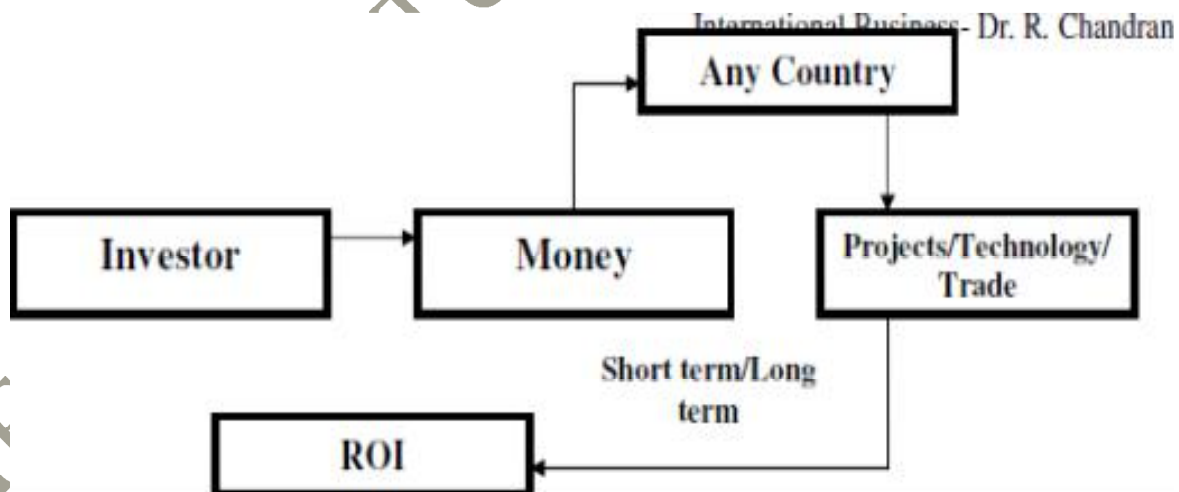 International Business- Dr. R. Chandran
Any Country
Investor
Money
Projects/Technology/
Trade
Short term/Long
term
ROI